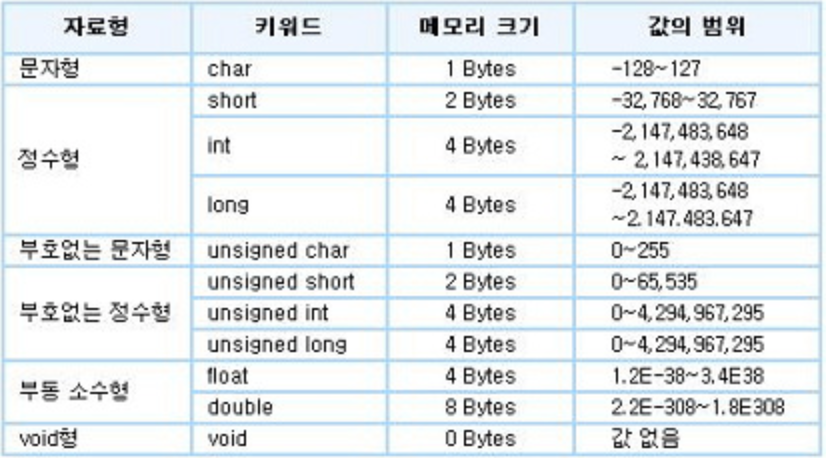 자료형 키워드 메모리 크기 값의 범위
문자형 char 1 Bytes -128~127
정수형 short 2 Bytes -32,768~32,767
int 4 Bytes -2,147,483,648
~ 2,147,438,647
long 4 Bytes -2,147,483,648
~2.147.483.647
부호없는 문자형 unsigned char 1 Bytes 0~255
부호없는 정수형 unsigned short 2 Bytes 0~65,535
unsigned int 4 Bytes 0~4,294,967,295
unsigned long 4 Bytes 0~4,294,967,295
부동 소수형 float 4 Bytes 1.2E-38~3.4E38
double 8 Bytes 2.2E-308~1.8E308
void형 void 0 Bytes 값 없음